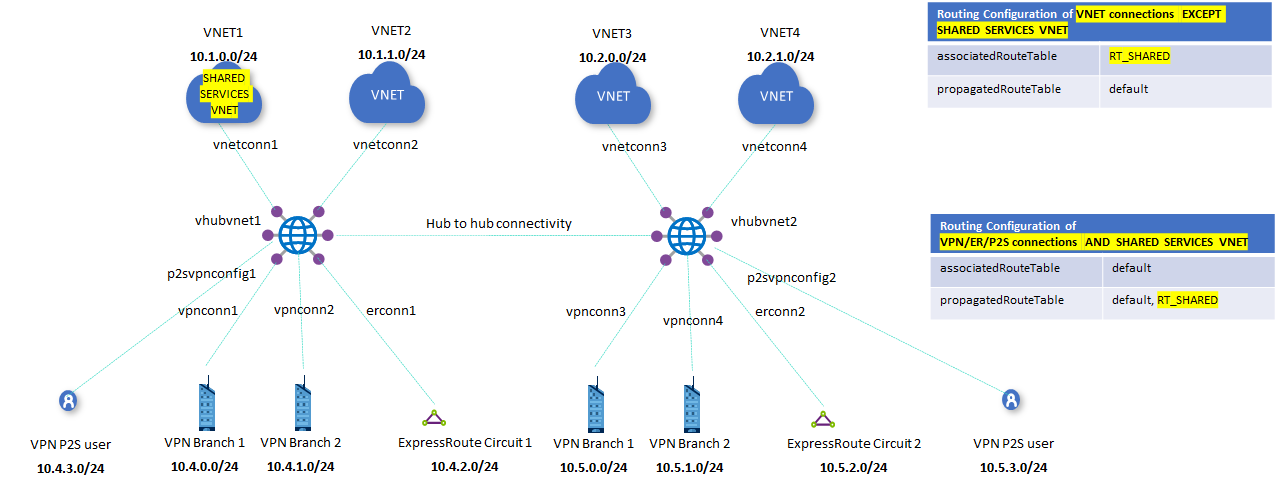 VNET1
10.1.0.0/24
SHARED
SERVICES
VNET
VNET2
10.1.1.0/24
VNET
VNET3
10.2.0.0/24
VNET
VNET4
10.2.1.0/24
VNET
vnetconn1
vnetconn2
vnetconn3
vnetconn4
vhubvnet1
Hub to hub connectivity
vhubvnet2
p2svpnconfig1
vpnconn1
vpnconn2
erconn1
vpnconn3
vpnconn4
erconn2
p2svpnconfig2
VPN P2S user
10.4.3.0/24
VPN Branch 1
10.4.0.0/24
VPN Branch 2
10.4.1.0/24
ExpressRoute Circuit 1
10.4.2.0/24
VPN Branch 1
10.5.0.0/24
VPN Branch 2
10.5.1.0/24
ExpressRoute Circuit 2
10.5.2.0/24
VPN P2S user
10.5.3.0/24
Routing Configuration of VNET connections EXCEPT
SHARED SERVICES VNET
associatedRouteTable RT_SHARED
propagatedRouteTable default
Routing Configuration of
VPN/ER/P2S connections AND SHARED SERVICES VNET
associatedRouteTable default
propagatedRouteTable default, RT_SHARED